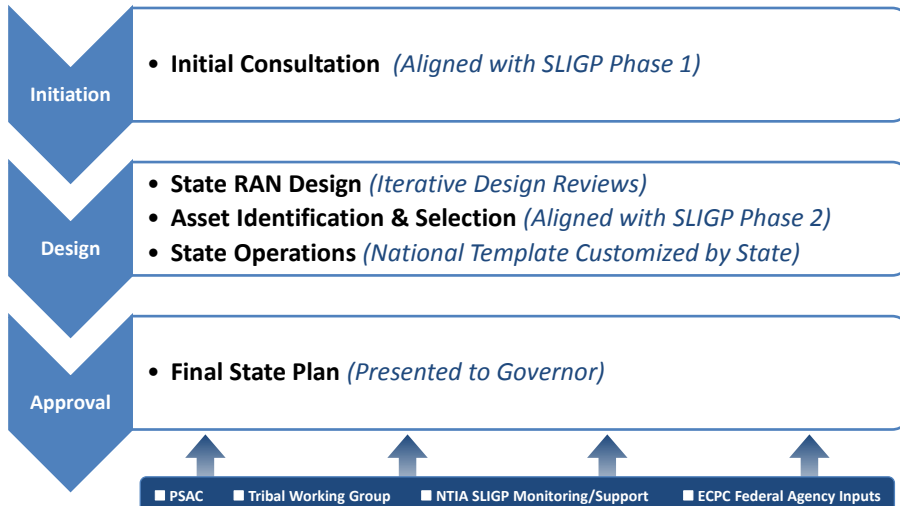 Initiation
• Initial Consultation (Aligned with SLIGP Phase 1)
Design
• State RAN Design (Iterative Design Reviews)
• Asset Identification & Selection (Aligned with SLIGP Phase 2)
• State Operations (National Template Customized by State)
Approval
• Final State Plan (Presented to Governor)
■ PSAC ■ Tribal Working Group ■ NTIA SLIGP Monitoring/Support ■ ECPC Federal Agency Inputs